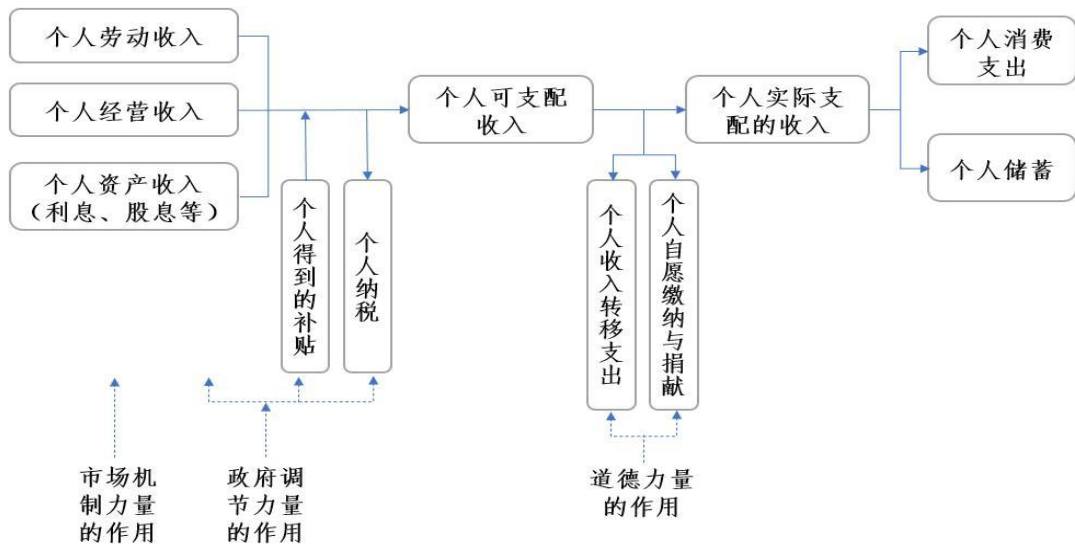 个人劳动收入
个人经营收入
个人资产收入
（利息、股息等）
个人得到的补贴
个人纳税
个人可支配
收入
个人收入转移支出
个人自愿缴纳与捐献
个人实际支
配的收入
个人消费
支出
个人储蓄
市场机
制力量
的作用
政府调
节力量
的作用
道德力量
的作用